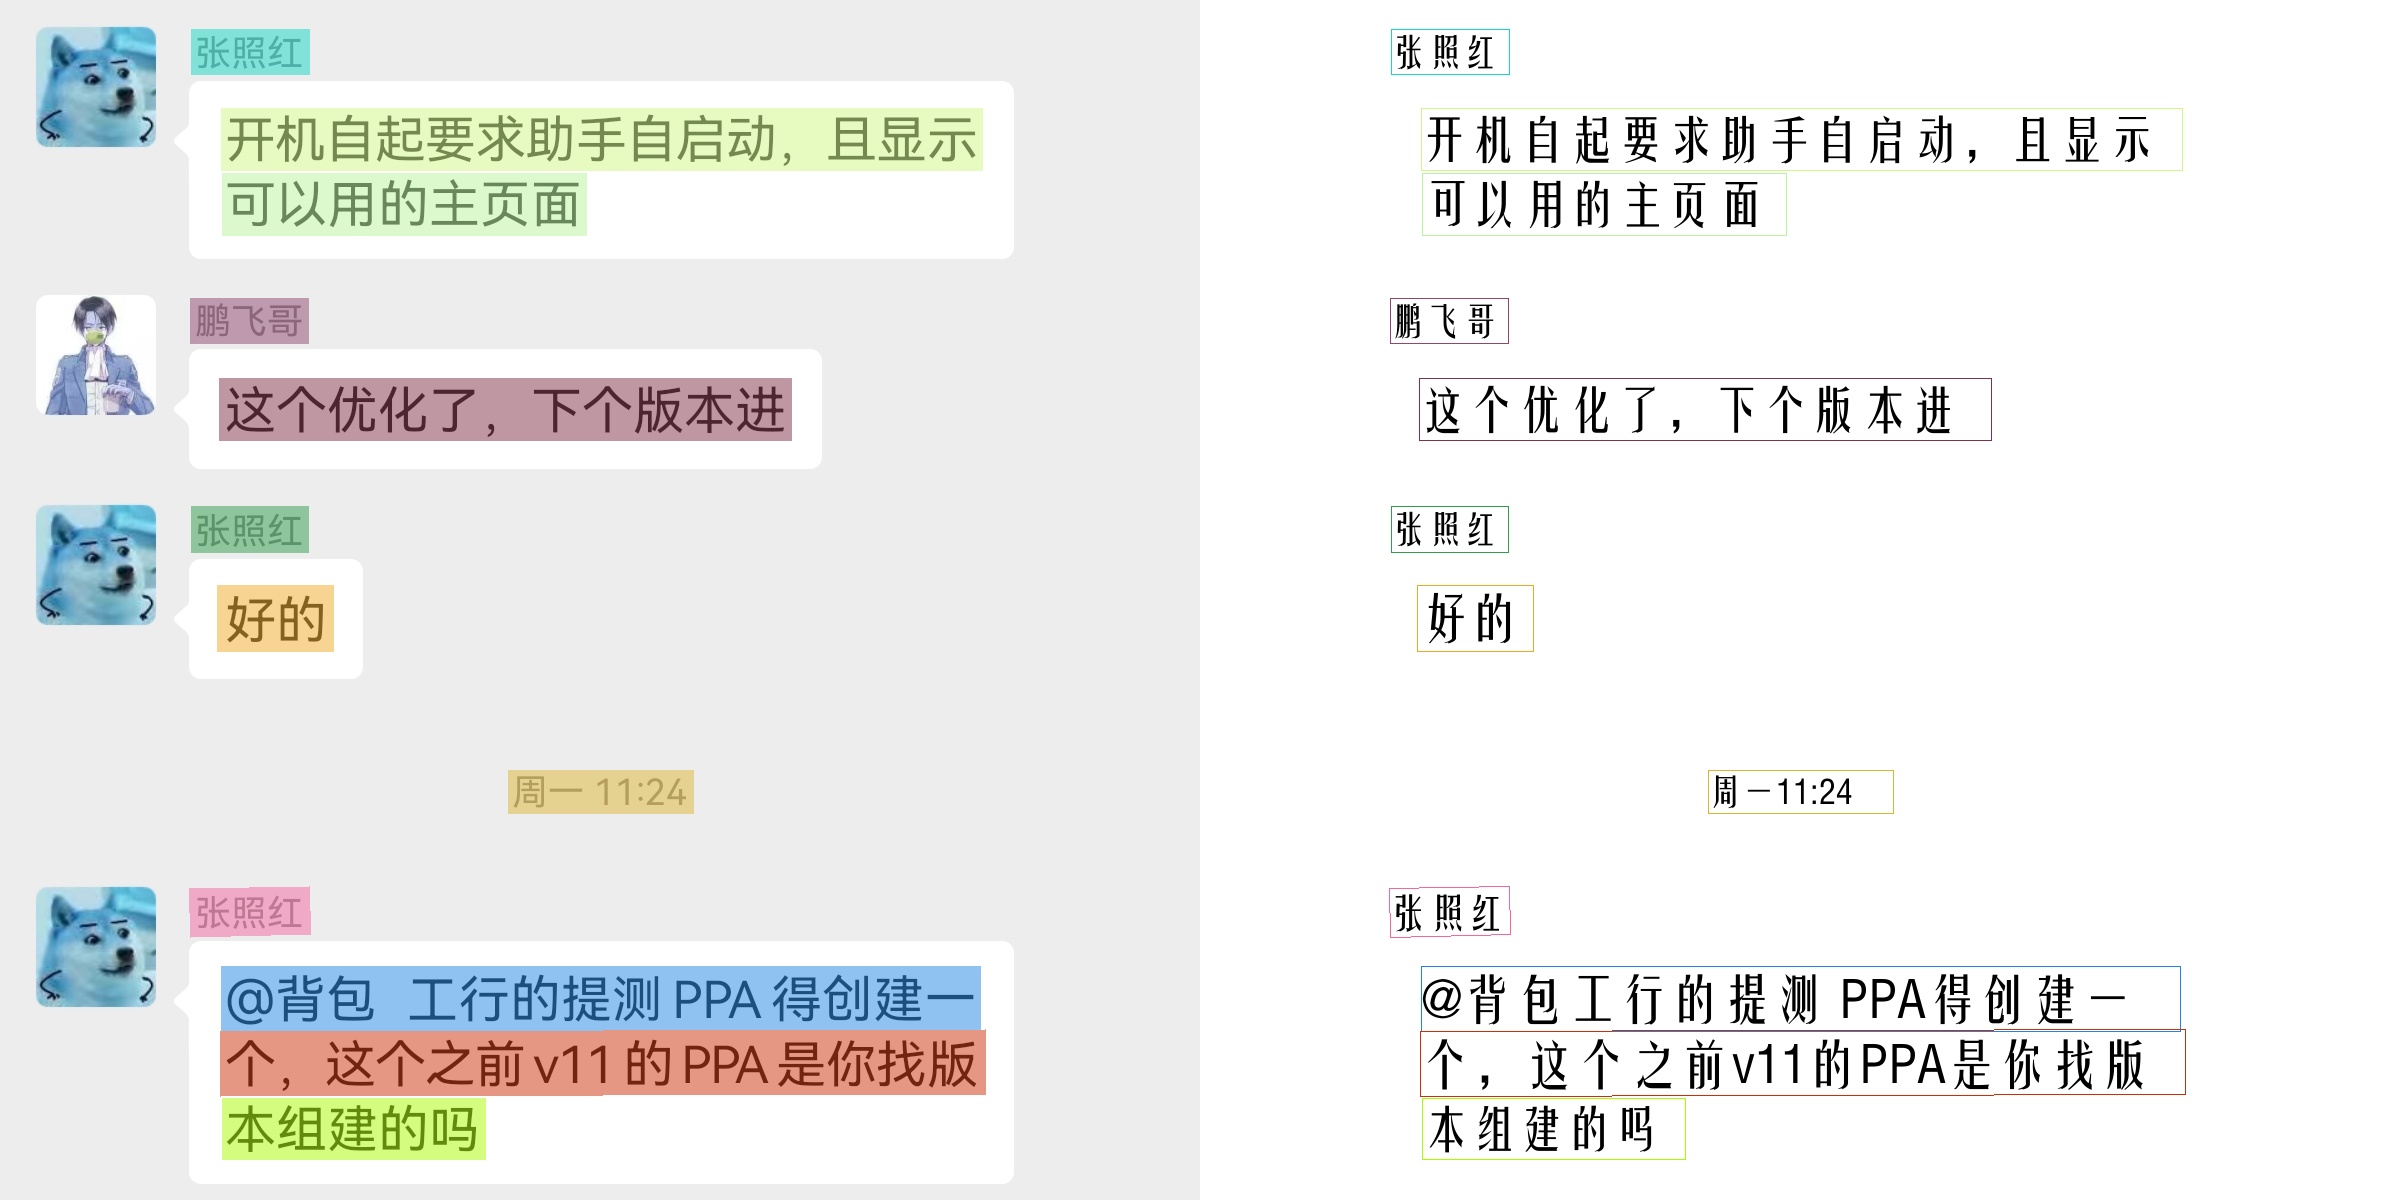 张照红
开机自起要求助手自启动，且显示
可以用的主页面
鹏飞哥
这个优化了，下个版本进
张照红
好的
周一 11:24
张照红
@背包 工行的提测 PPA 得创建一
个，这个之前 v11 的 PPA 是你找版
本组建的吗
张照红
开机自起要求助手自启动，且显示
可以用的主页面
鹏飞哥
这个优化了，下个版本进
张照红
好的
周一11:24
张照红
@背包工行的提测 PPA得创建一
个，这个之前v11的PPA是你找版
本组建的吗